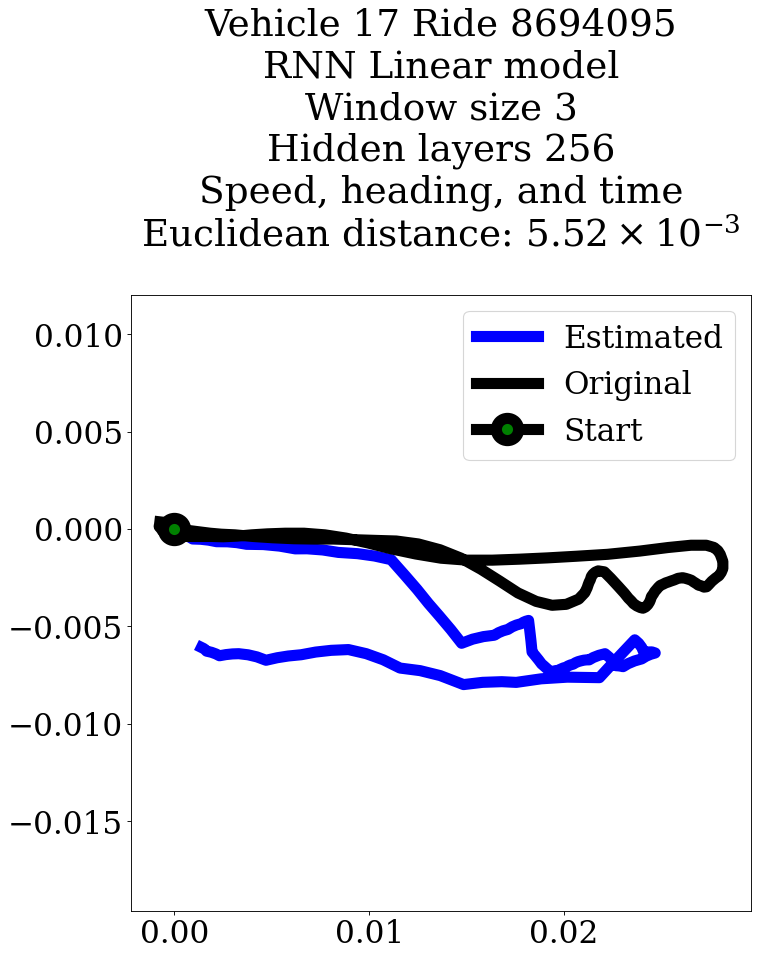 Vehicle 17 Ride 8694095
RNN Linear model
Window size 3
Hidden layers 256
Speed, heading, and time
Euclidean distance: 5.52 × 10⁻³
Estimated
Original
Start
0.010
0.005
0.000
−0.005
−0.010
−0.015
0.00 0.01 0.02